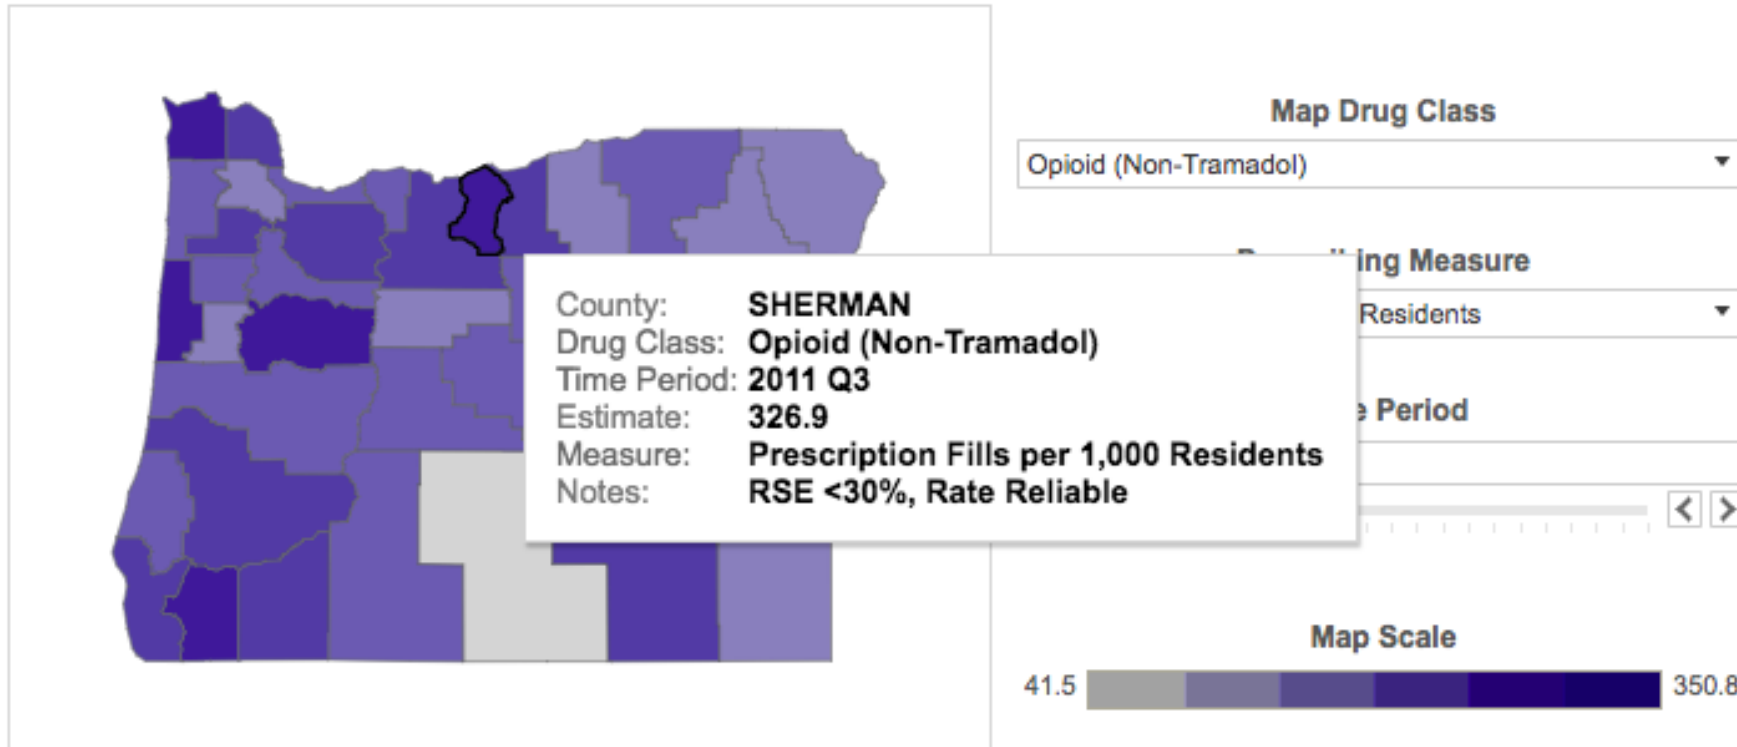 Map Drug Class
Opioid (Non-Tramadol)
ing Measure
Residents
County: SHERMAN
Drug Class: Opioid (Non-Tramadol)
Time Period: 2011 Q3
Estimate: 326.9
Measure: Prescription Fills per 1,000 Residents
Notes: RSE <30%, Rate Reliable
e Period
Map Scale
41.5 350.8